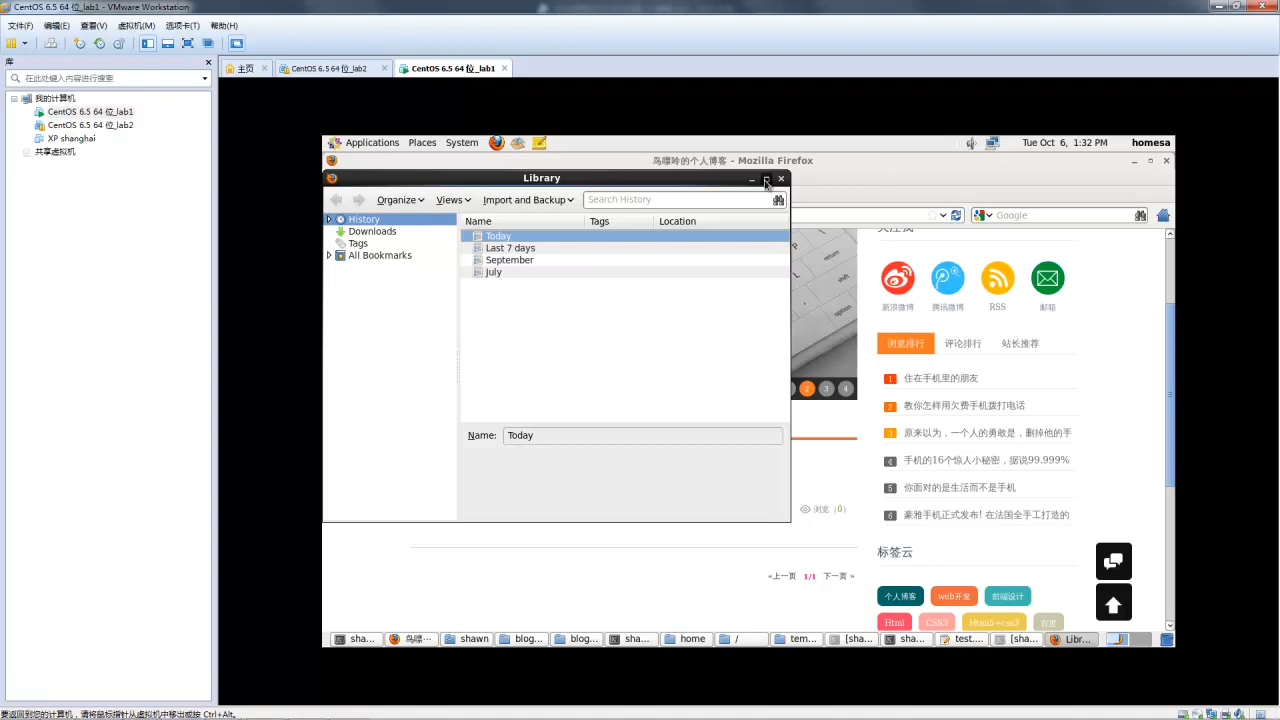 CentOS 6.5 64 位_lab1 - VMware Workstation
文件(F) 编辑(E) 查看(V) 虚拟机(M) 选项卡(T) 帮助(H)
库
在此处键入内容进行搜索
我的计算机
CentOS 6.5 64 位_lab1
CentOS 6.5 64 位_lab2
XP shanghai
共享虚拟机
主页 CentOS 6.5 64 位_lab2 CentOS 6.5 64 位_lab1
Applications Places System Tue Oct 6, 1:32 PM homesa
的个人博客 - Mozilla Firefox
Library
Organize Views Import and Backup Search History
Google
History
Downloads
Tags
All Bookmarks
Name Tags Location
Today
Last 7 days
September
July
Name: Today
新浪微博 腾讯微博 RSS 邮箱
浏览排行 评论排行 站长推荐
1 住在手机里的朋友
2 教你怎样用欠费手机拨打电话
3 原来以为，一个人的勇敢是，删掉他的手
4 手机的16个惊人小秘密，据说99.999%
5 你面对的是生活而不是手机
6 豪雅手机正式发布! 在法国全手工打造的
2 3 4
浏览（0）
«上一页 1/1 下一页 »
标签云
个人博客 web开发 前端设计
Html CSS3 Html5+css3 百度
sha... shawn blog... blog... sha... home / tem... [sha... sha... test.... [sha... Libr...
要返回到您的计算机，请将鼠标指针从虚拟机中移出或按 Ctrl+Alt。